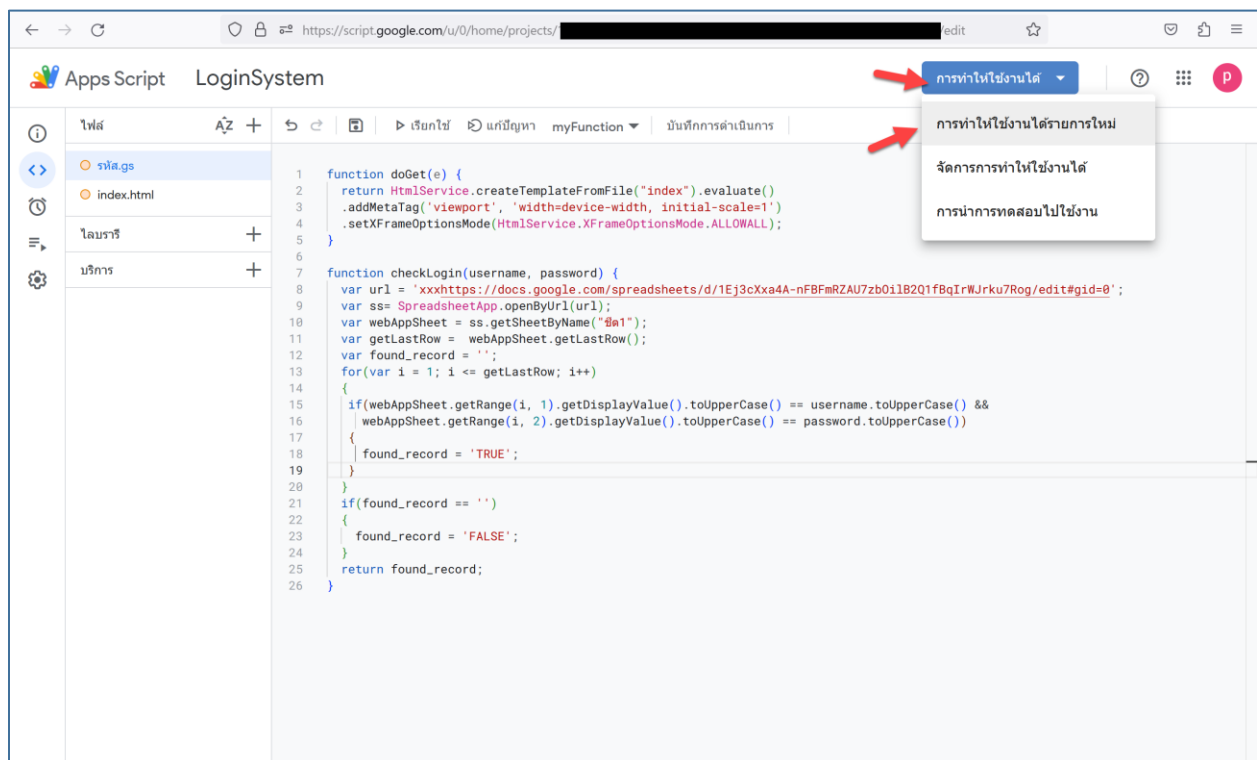 https://script.google.com/u/0/home/projects/ /edit
Apps Script LoginSystem การทำให้ใช้งานได้ p
ไฟล์ AZ เรียกใช้ แก้ปัญหา myFunction บันทึกการดำเนินการ
การทำให้ใช้งานได้รายการใหม่
จัดการการทำให้ใช้งานได้
การนำการทดสอบไปใช้งาน
รหัส.gs
index.html
ไลบรารี
บริการ
1 function doGet(e) {
2 return HtmlService.createTemplateFromFile("index").evaluate()
3 .addMetaTag('viewport', 'width=device-width, initial-scale=1')
4 .setXFrameOptionsMode(HtmlService.XFrameOptionsMode.ALLOWALL);
5 }
6
7 function checkLogin(username, password) {
8 var url = 'xxxhttps://docs.google.com/spreadsheets/d/1Ej3cXxa4A-nFBFmRZAU7zbOilB2Q1fBqIrWJrku7Rog/edit#gid=0';
9 var ss= SpreadsheetApp.openByUrl(url);
10 var webAppSheet = ss.getSheetByName("ชีต1");
11 var getLastRow = webAppSheet.getLastRow();
12 var found_record = '';
13 for(var i = 1; i <= getLastRow; i++)
14 {
15 if(webAppSheet.getRange(i, 1).getDisplayValue().toUpperCase() == username.toUpperCase() &&
16 webAppSheet.getRange(i, 2).getDisplayValue().toUpperCase() == password.toUpperCase())
17 {
18 found_record = 'TRUE';
19 }
20 }
21 if(found_record == '')
22 {
23 found_record = 'FALSE';
24 }
25 return found_record;
26 }